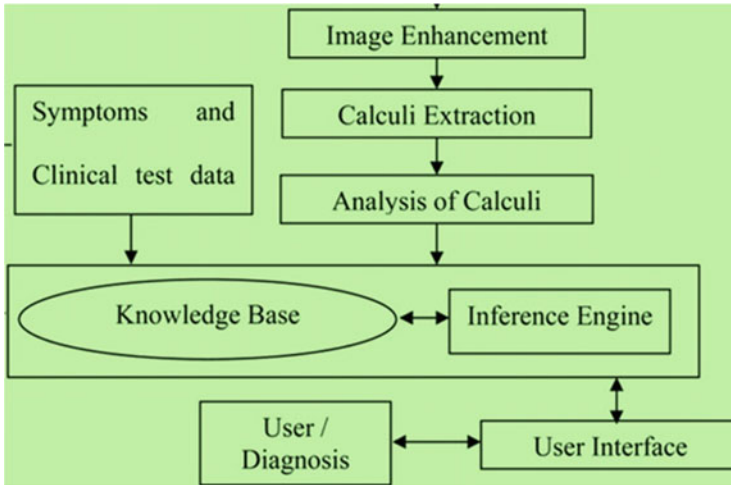 Image Enhancement
Symptoms and
Clinical test data
Calculi Extraction
Analysis of Calculi
Knowledge Base
Inference Engine
User /
Diagnosis
User Interface